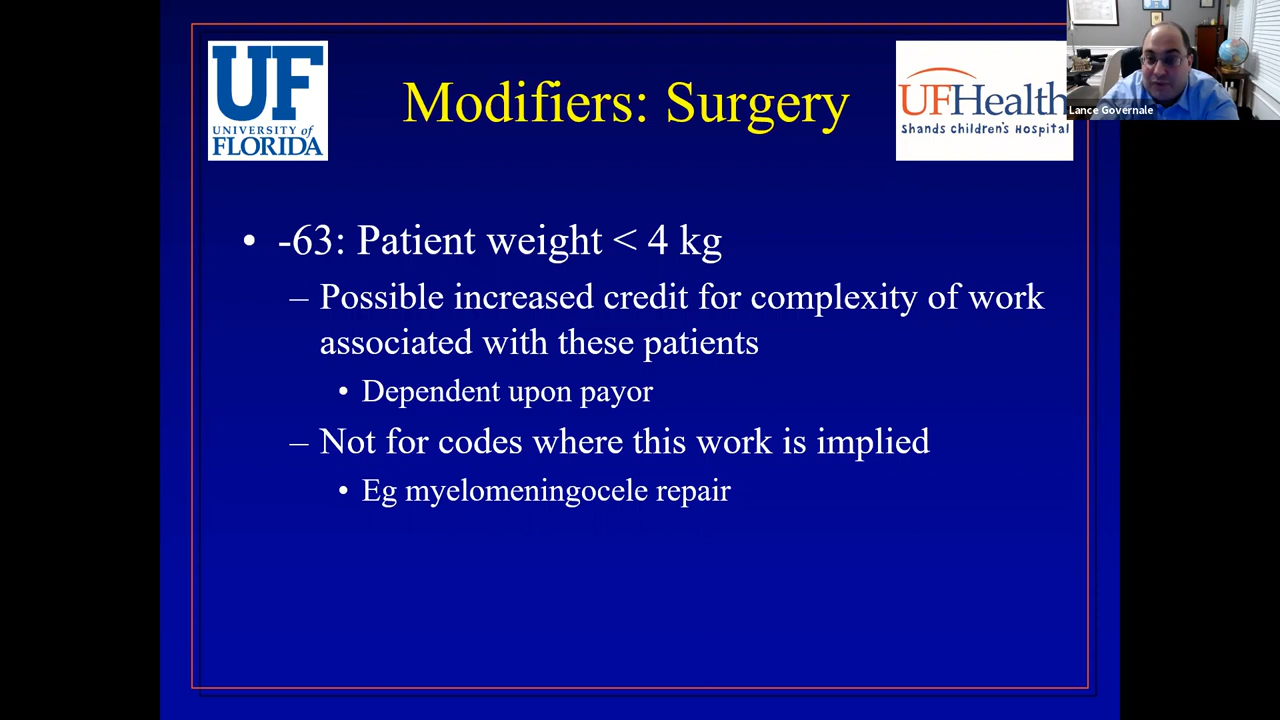 UF
UNIVERSITY of
FLORIDA
Modifiers: Surgery
UFHealth
Shands Children's Hospital
Lance Governale
• -63: Patient weight < 4 kg
– Possible increased credit for complexity of work
associated with these patients
• Dependent upon payor
– Not for codes where this work is implied
• Eg myelomeningocele repair